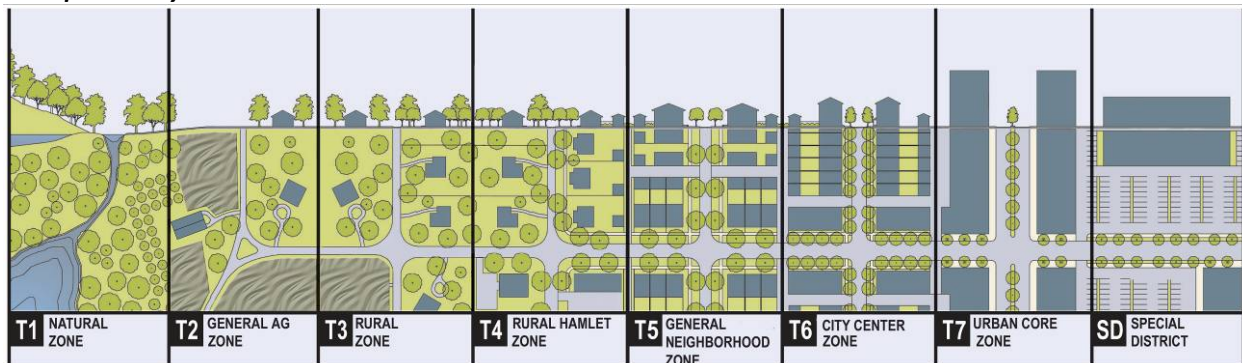 T1 NATURAL
ZONE
T2 GENERAL AG
ZONE
T3 RURAL
ZONE
T4 RURAL HAMLET
ZONE
T5 GENERAL
NEIGHBORHOOD
ZONE
T6 CITY CENTER
ZONE
T7 URBAN CORE
ZONE
SD SPECIAL
DISTRICT